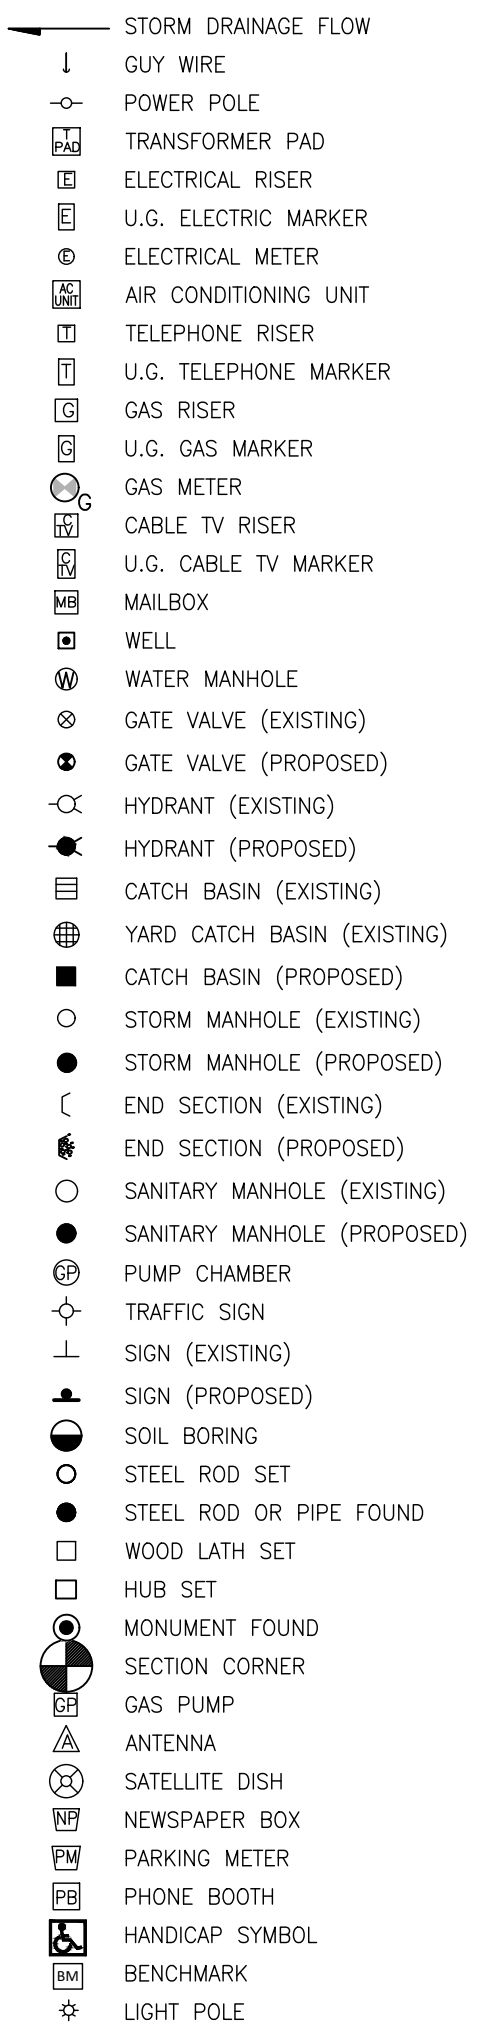 STORM DRAINAGE FLOW
GUY WIRE
POWER POLE
T
PAD TRANSFORMER PAD
E ELECTRICAL RISER
E U.G. ELECTRIC MARKER
E ELECTRICAL METER
AC
UNIT AIR CONDITIONING UNIT
T TELEPHONE RISER
T U.G. TELEPHONE MARKER
G GAS RISER
G U.G. GAS MARKER
G GAS METER
C
TV CABLE TV RISER
C
TV U.G. CABLE TV MARKER
MB MAILBOX
WELL
W WATER MANHOLE
GATE VALVE (EXISTING)
GATE VALVE (PROPOSED)
HYDRANT (EXISTING)
HYDRANT (PROPOSED)
CATCH BASIN (EXISTING)
YARD CATCH BASIN (EXISTING)
CATCH BASIN (PROPOSED)
STORM MANHOLE (EXISTING)
STORM MANHOLE (PROPOSED)
END SECTION (EXISTING)
END SECTION (PROPOSED)
SANITARY MANHOLE (EXISTING)
SANITARY MANHOLE (PROPOSED)
GP PUMP CHAMBER
TRAFFIC SIGN
SIGN (EXISTING)
SIGN (PROPOSED)
SOIL BORING
STEEL ROD SET
STEEL ROD OR PIPE FOUND
WOOD LATH SET
HUB SET
MONUMENT FOUND
SECTION CORNER
GP GAS PUMP
A ANTENNA
SATELLITE DISH
NP NEWSPAPER BOX
PM PARKING METER
PB PHONE BOOTH
HANDICAP SYMBOL
BM BENCHMARK
LIGHT POLE